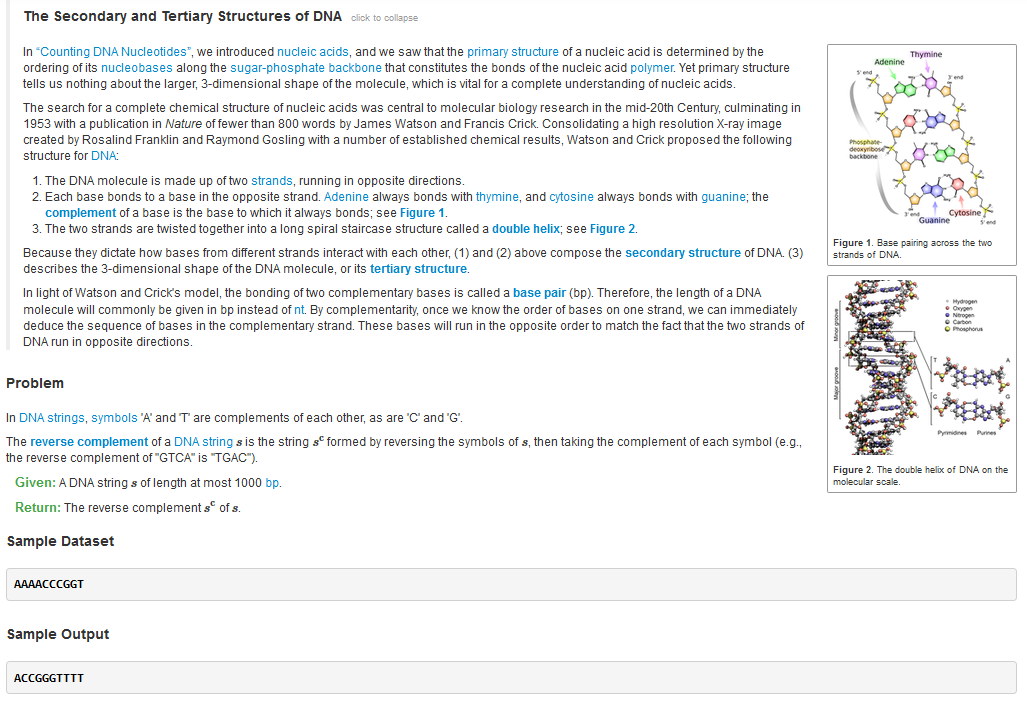 The Secondary and Tertiary Structures of DNA click to collapse
In “Counting DNA Nucleotides”, we introduced nucleic acids, and we saw that the primary structure of a nucleic acid is determined by the
ordering of its nucleobases along the sugar-phosphate backbone that constitutes the bonds of the nucleic acid polymer. Yet primary structure
tells us nothing about the larger, 3-dimensional shape of the molecule, which is vital for a complete understanding of nucleic acids.
The search for a complete chemical structure of nucleic acids was central to molecular biology research in the mid-20th Century, culminating in
1953 with a publication in Nature of fewer than 800 words by James Watson and Francis Crick. Consolidating a high resolution X-ray image
created by Rosalind Franklin and Raymond Gosling with a number of established chemical results, Watson and Crick proposed the following
structure for DNA:
1. The DNA molecule is made up of two strands, running in opposite directions.
2. Each base bonds to a base in the opposite strand. Adenine always bonds with thymine, and cytosine always bonds with guanine; the
complement of a base is the base to which it always bonds; see Figure 1.
3. The two strands are twisted together into a long spiral staircase structure called a double helix; see Figure 2.
Because they dictate how bases from different strands interact with each other, (1) and (2) above compose the secondary structure of DNA. (3)
describes the 3-dimensional shape of the DNA molecule, or its tertiary structure.
In light of Watson and Crick's model, the bonding of two complementary bases is called a base pair (bp). Therefore, the length of a DNA
molecule will commonly be given in bp instead of nt. By complementarity, once we know the order of bases on one strand, we can immediately
deduce the sequence of bases in the complementary strand. These bases will run in the opposite order to match the fact that the two strands of
DNA run in opposite directions.
Thymine
Adenine
5' end
3' end
Phosphate-
deoxyribose
backbone
3' end
Cytosine
Guanine
5' end
Figure 1. Base pairing across the two
strands of DNA.
Hydrogen
Oxygen
Nitrogen
Carbon
Phosphorus
Minor groove
Major groove
T
A
C
G
Pyrimidines Purines
Figure 2. The double helix of DNA on the
molecular scale.
Problem
In DNA strings, symbols 'A' and 'T' are complements of each other, as are 'C' and 'G'.
The reverse complement of a DNA string s is the string sᶜ formed by reversing the symbols of s, then taking the complement of each symbol (e.g.,
the reverse complement of "GTCA" is "TGAC").
Given: A DNA string s of length at most 1000 bp.
Return: The reverse complement sᶜ of s.
Sample Dataset
AAAACCCGGT
Sample Output
ACCGGGTTTT